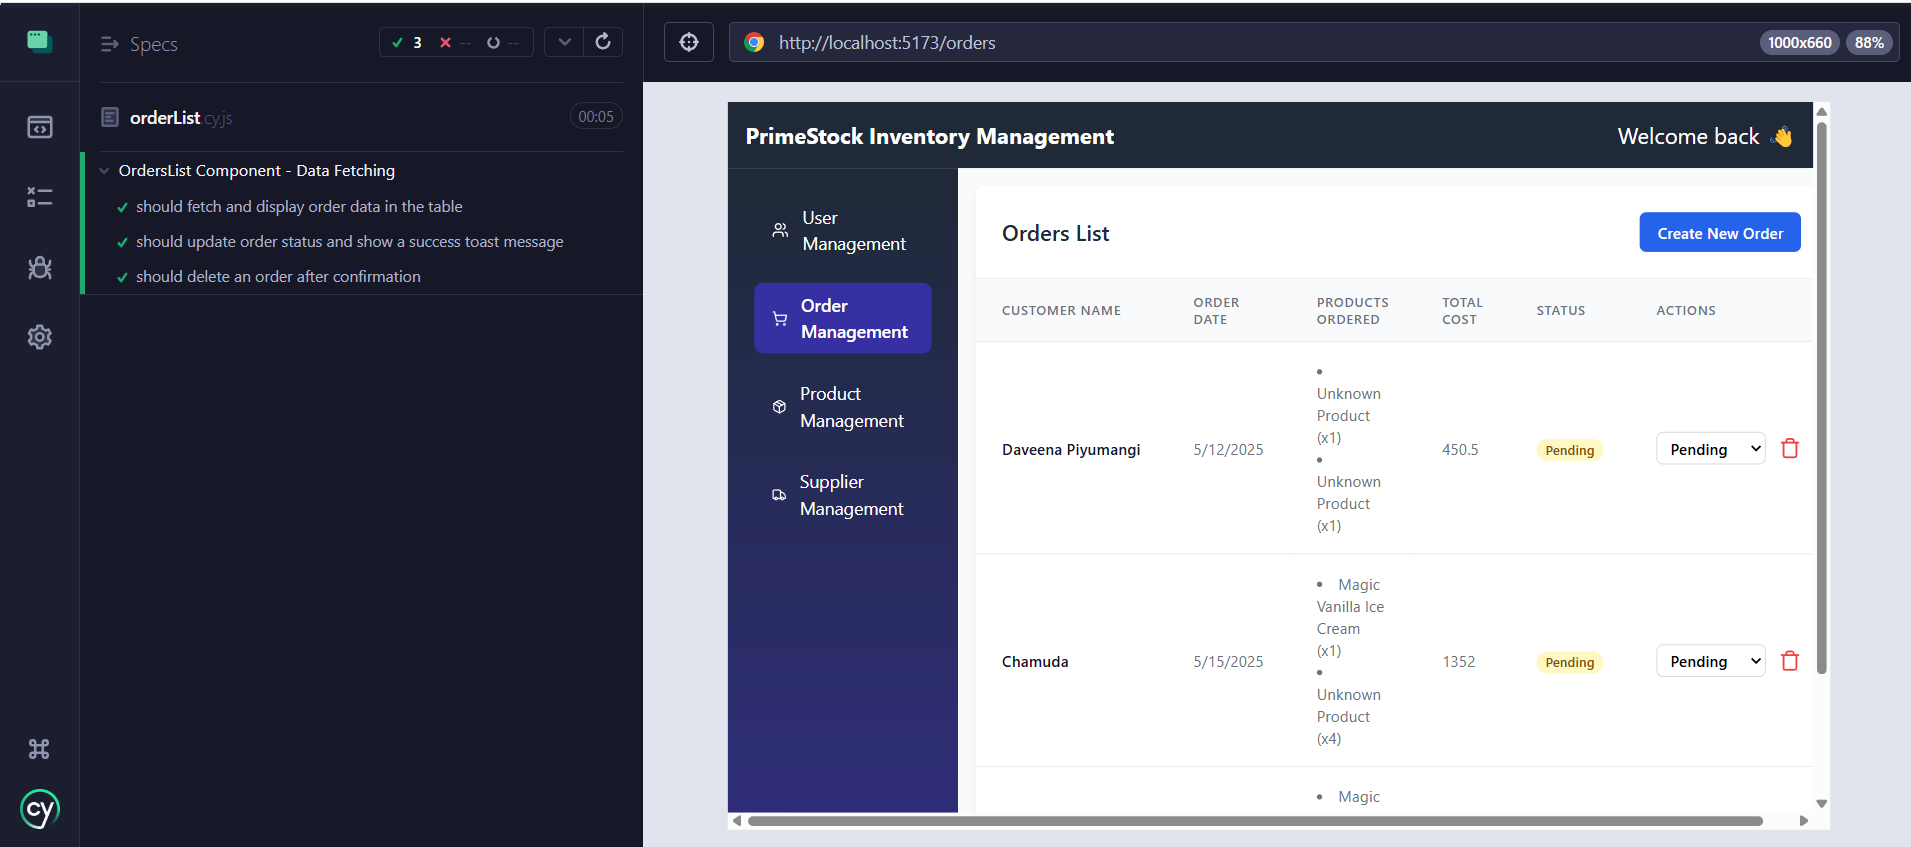 Specs
3
--
--
http://localhost:5173/orders
1000x660
88%
orderList.cy.js
00:05
OrdersList Component - Data Fetching
should fetch and display order data in the table
should update order status and show a success toast message
should delete an order after confirmation
cy
PrimeStock Inventory Management
Welcome back 👋
User
Management
Order
Management
Product
Management
Supplier
Management
Orders List
Create New Order
CUSTOMER NAME
ORDER
DATE
PRODUCTS
ORDERED
TOTAL
COST
STATUS
ACTIONS
Daveena Piyumangi
5/12/2025
•
Unknown
Product
(x1)
•
Unknown
Product
(x1)
450.5
Pending
Pending
Chamuda
5/15/2025
• Magic
Vanilla Ice
Cream
(x1)
•
Unknown
Product
(x4)
1352
Pending
Pending
• Magic